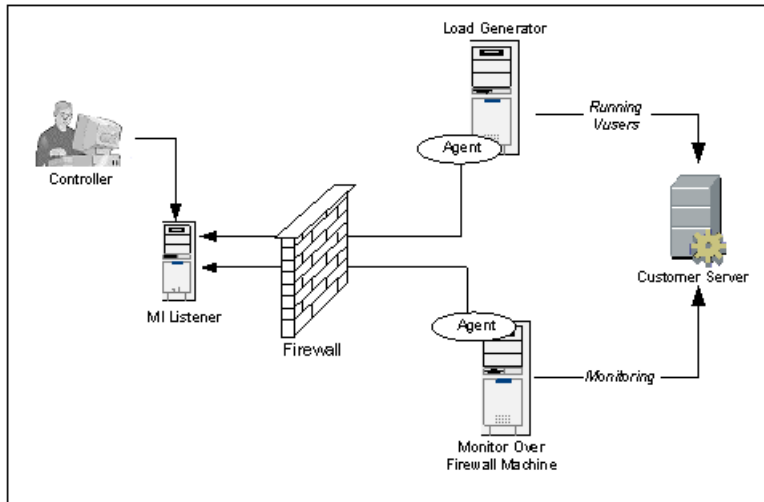 Load Generator
Agent
Running
Vusers
Controller
Customer Server
MI Listener
Firewall
Agent
Monitoring
Monitor Over
Firewall Machine